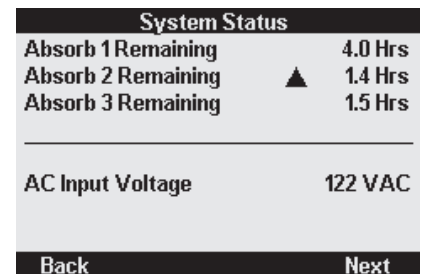 System Status
Absorb 1 Remaining 4.0 Hrs
Absorb 2 Remaining ▲ 1.4 Hrs
Absorb 3 Remaining 1.5 Hrs
AC Input Voltage 122 VAC
Back Next